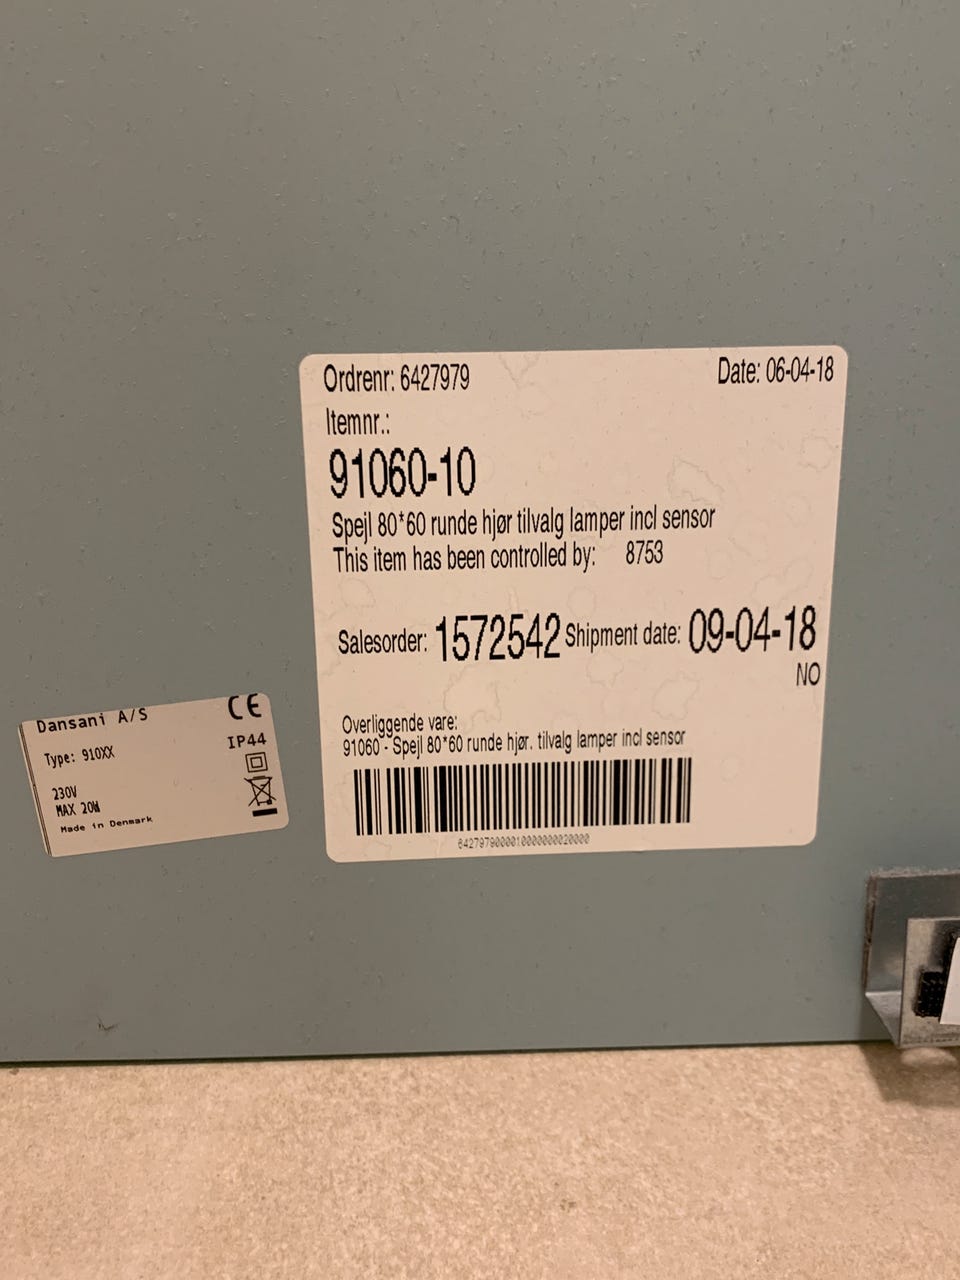 Ordrenr: 6427979
Date: 06-04-18
Itemnr.:
91060-10
Spejl 80*60 runde hjør tilvalg lamper incl sensor
This item has been controlled by: 8753
Salesorder: 1572542 Shipment date: 09-04-18
NO
Overliggende vare:
91060 - Spejl 80*60 runde hjør. tilvalg lamper incl sensor
Dansani A/S
CE
Type: 910XX
IP44
230V
MAX 20W
Made in Denmark